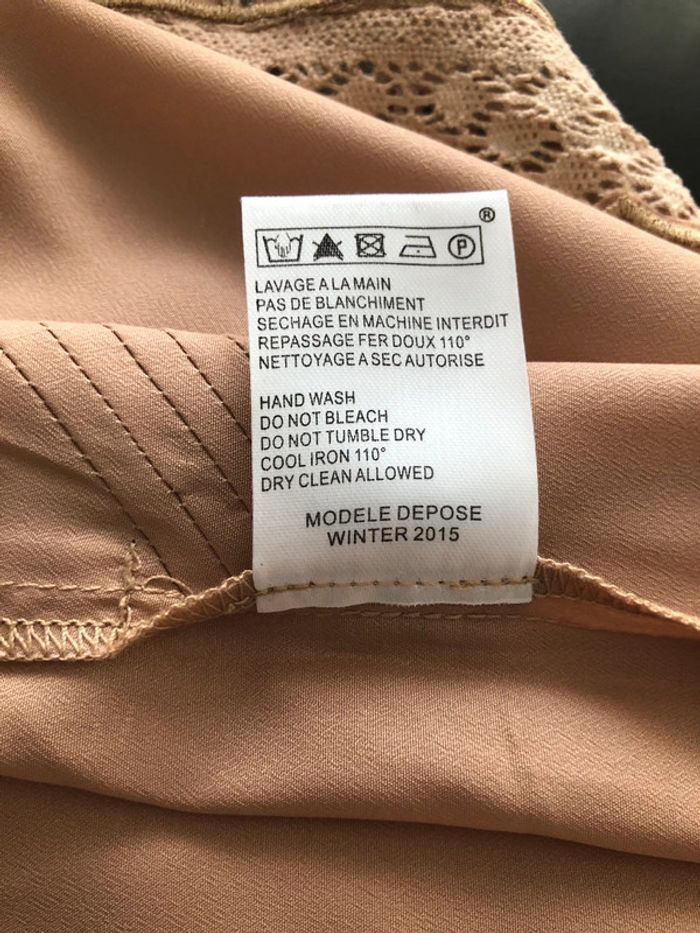 ®
P
LAVAGE A LA MAIN
PAS DE BLANCHIMENT
SECHAGE EN MACHINE INTERDIT
REPASSAGE FER DOUX 110°
NETTOYAGE A SEC AUTORISE
HAND WASH
DO NOT BLEACH
DO NOT TUMBLE DRY
COOL IRON 110°
DRY CLEAN ALLOWED
MODELE DEPOSE
WINTER 2015